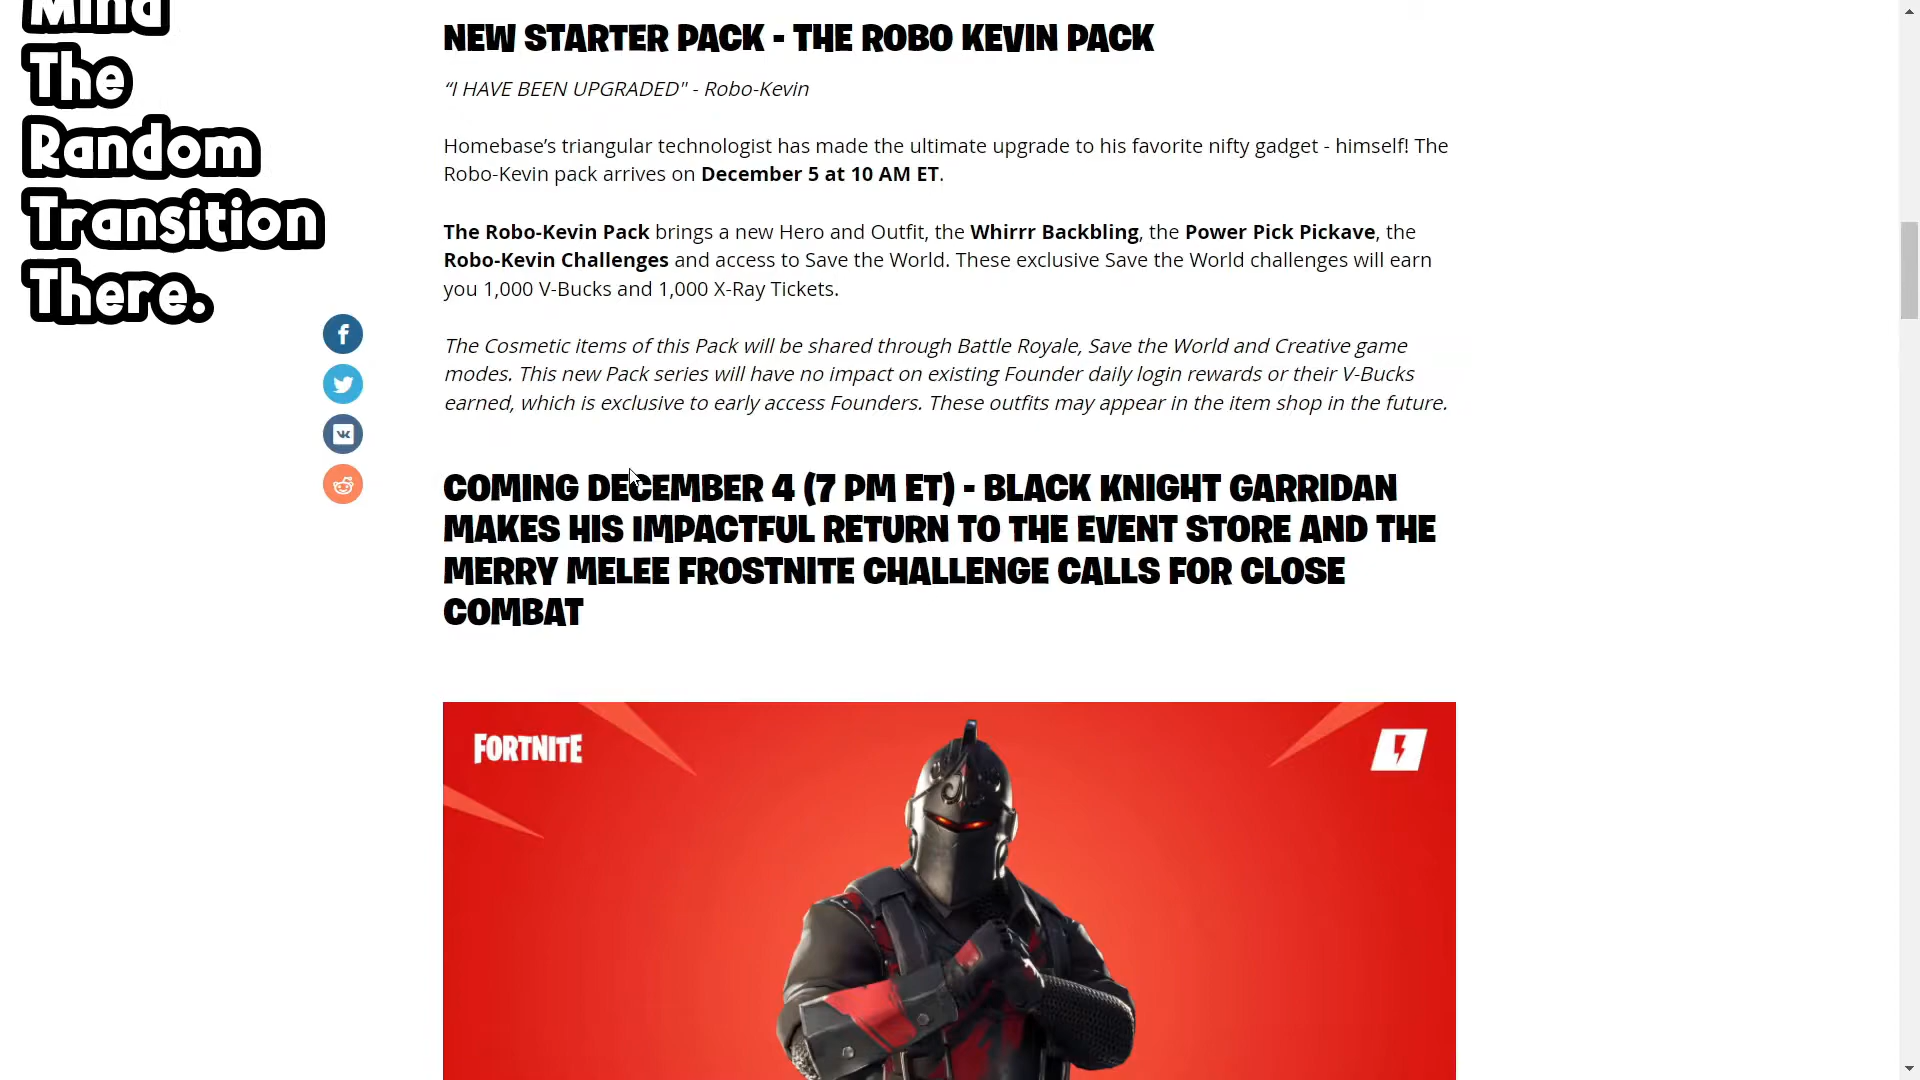 Mind
The
Random
Transition
There.
NEW STARTER PACK - THE ROBO KEVIN PACK
“I HAVE BEEN UPGRADED" - Robo-Kevin
Homebase’s triangular technologist has made the ultimate upgrade to his favorite nifty gadget - himself! The
Robo-Kevin pack arrives on December 5 at 10 AM ET.
The Robo-Kevin Pack brings a new Hero and Outfit, the Whirrr Backbling, the Power Pick Pickave, the
Robo-Kevin Challenges and access to Save the World. These exclusive Save the World challenges will earn
you 1,000 V-Bucks and 1,000 X-Ray Tickets.
The Cosmetic items of this Pack will be shared through Battle Royale, Save the World and Creative game
modes. This new Pack series will have no impact on existing Founder daily login rewards or their V-Bucks
earned, which is exclusive to early access Founders. These outfits may appear in the item shop in the future.
COMING DECEMBER 4 (7 PM ET) - BLACK KNIGHT GARRIDAN
MAKES HIS IMPACTFUL RETURN TO THE EVENT STORE AND THE
MERRY MELEE FROSTNITE CHALLENGE CALLS FOR CLOSE
COMBAT
FORTNITE